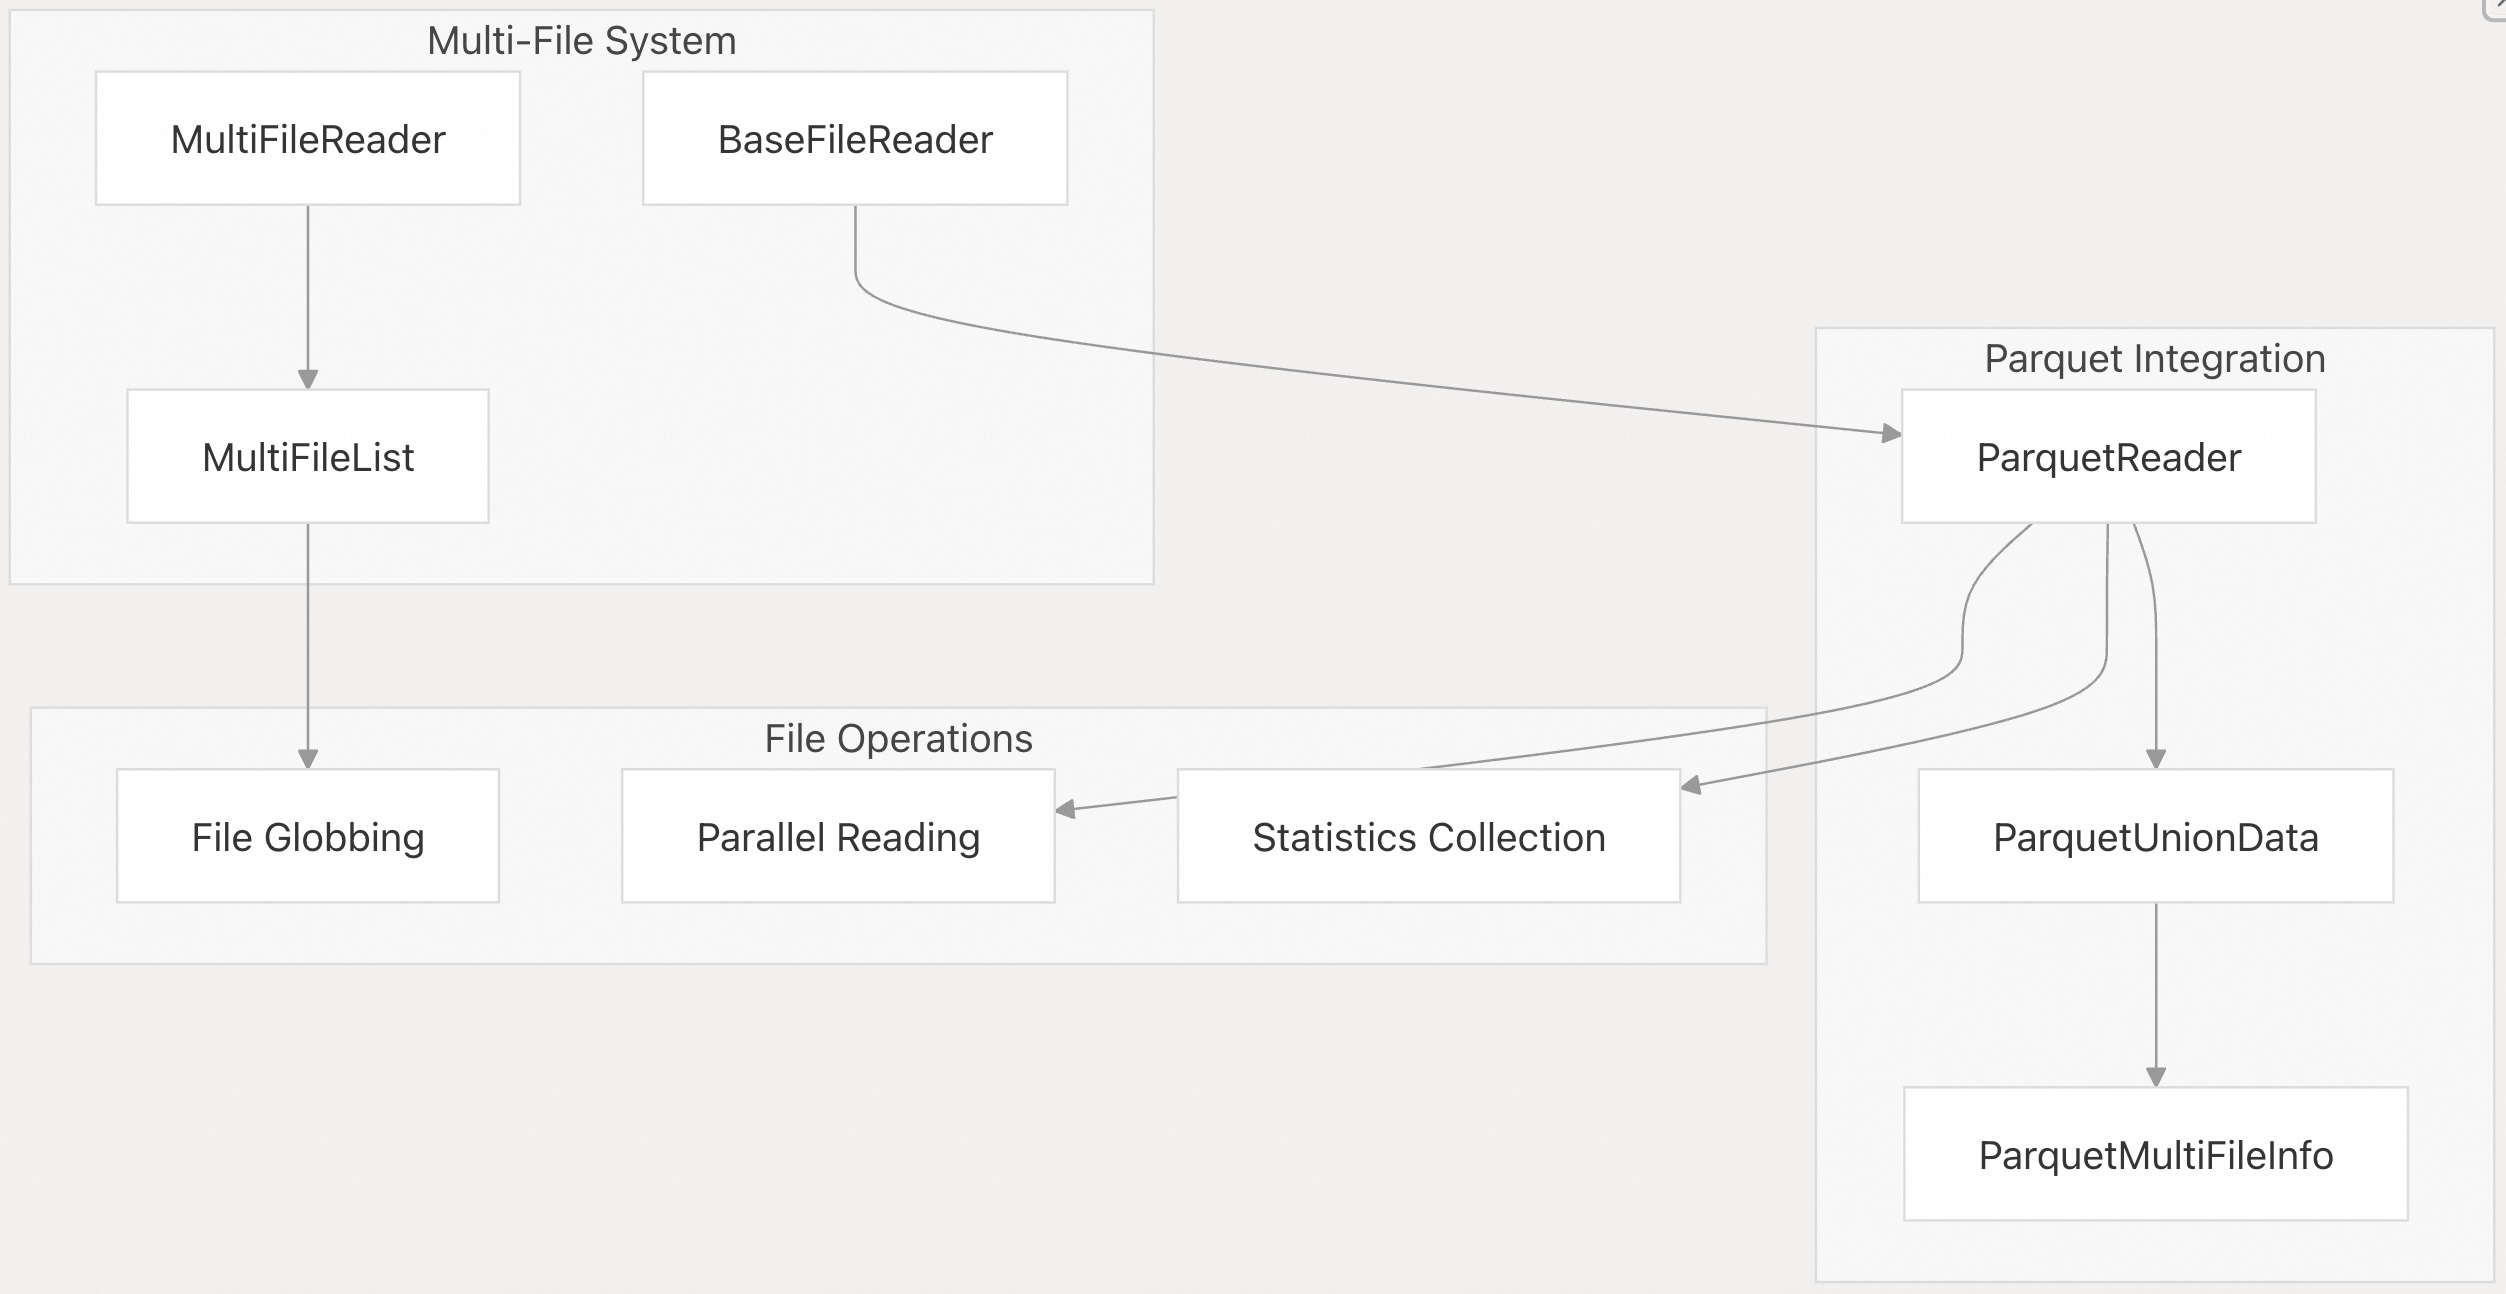 Multi-File System
MultiFileReader
BaseFileReader
MultiFileList
Parquet Integration
ParquetReader
File Operations
File Globbing
Parallel Reading
Statistics Collection
ParquetUnionData
ParquetMultiFileInfo